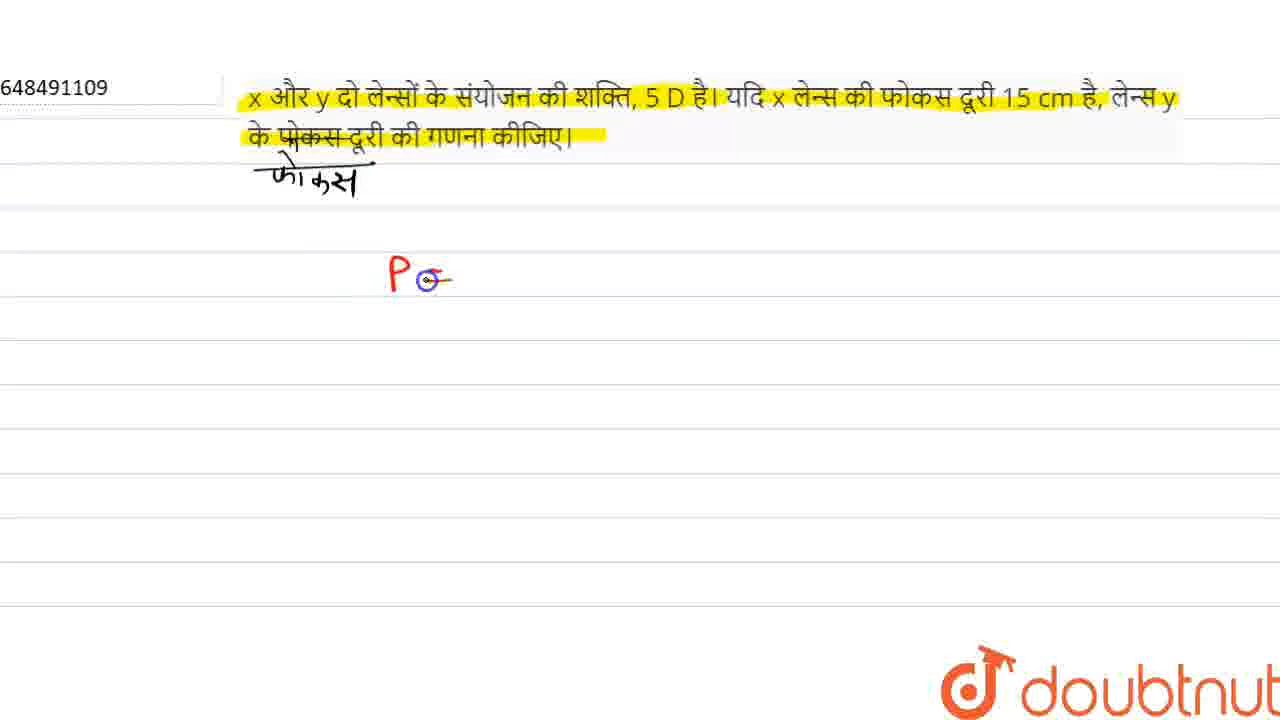 648491109
x और y दो लेन्सों के संयोजन की शक्ति, 5 D है। यदि x लेन्स की फोकस दूरी 15 cm है, लेन्स y
के पोकस दूरी की गणना कीजिए।
फोकस
P =
doubtnut